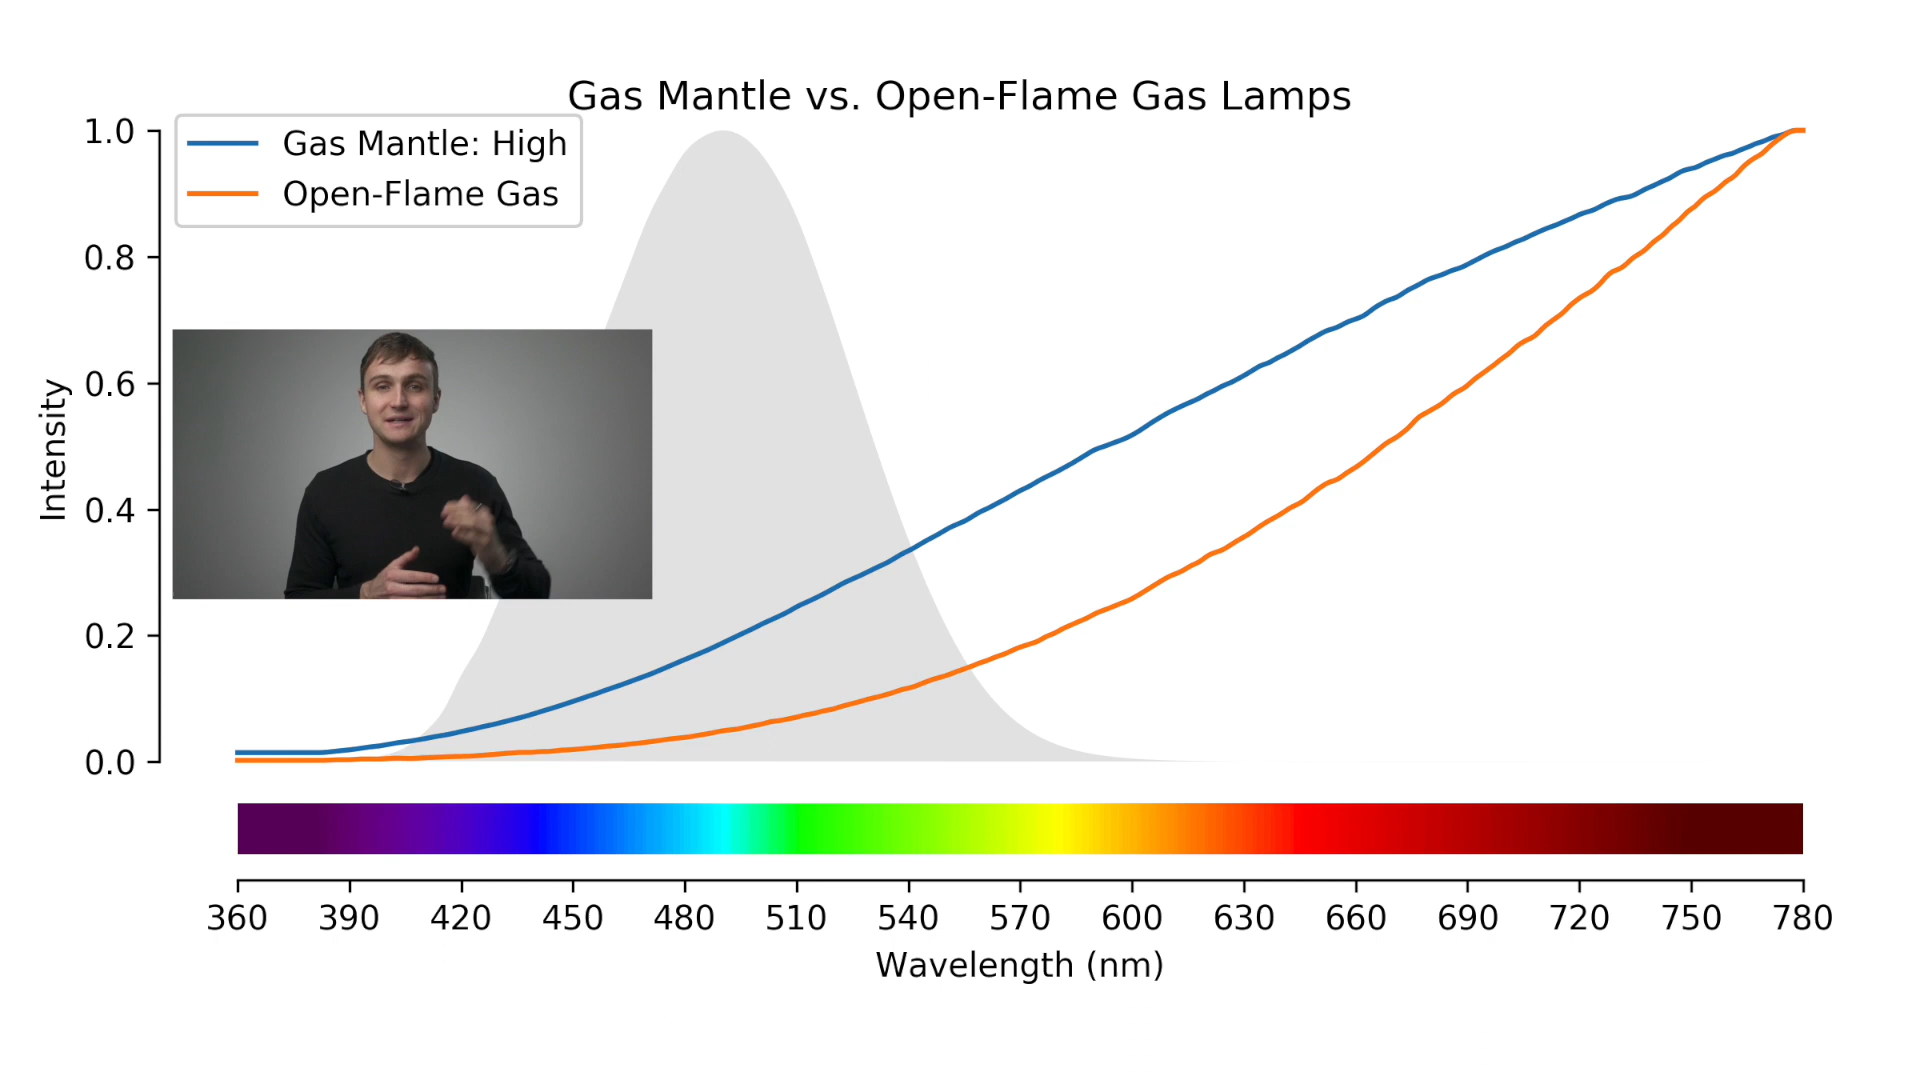 Gas Mantle vs. Open-Flame Gas Lamps
Gas Mantle: High
Open-Flame Gas
1.0
0.8
0.6
0.4
0.2
0.0
Intensity
360 390 420 450 480 510 540 570 600 630 660 690 720 750 780
Wavelength (nm)